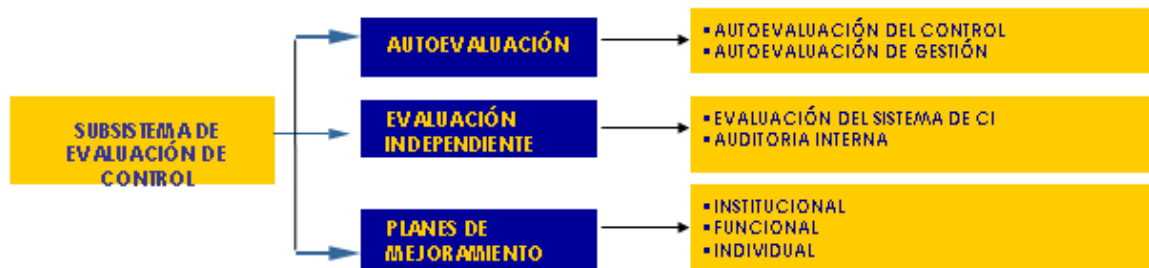 SUBSISTEMA DE
EVALUACIÓN DE
CONTROL
AUTOEVALUACIÓN
▪ AUTOEVALUACIÓN DEL CONTROL
▪ AUTOEVALUACIÓN DE GESTIÓN
EVALUACIÓN
INDEPENDIENTE
▪ EVALUACIÓN DEL SISTEMA DE CI
▪ AUDITORIA INTERNA
PLANES DE
MEJORAMIENTO
▪ INSTITUCIONAL
▪ FUNCIONAL
▪ INDIVIDUAL